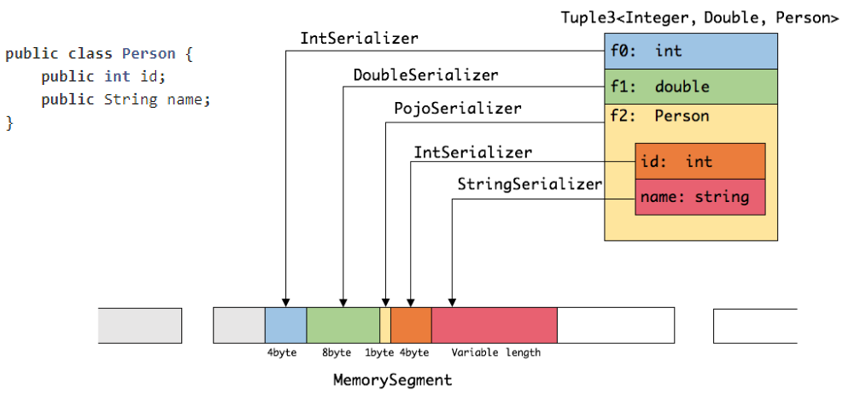 Tuple3<Integer, Double, Person>
IntSerializer
f0: int
public class Person {
public int id;
public String name;
}
DoubleSerializer
f1: double
PojoSerializer
f2: Person
IntSerializer
id: int
StringSerializer
name: string
4byte 8byte 1byte 4byte Variable length
MemorySegment